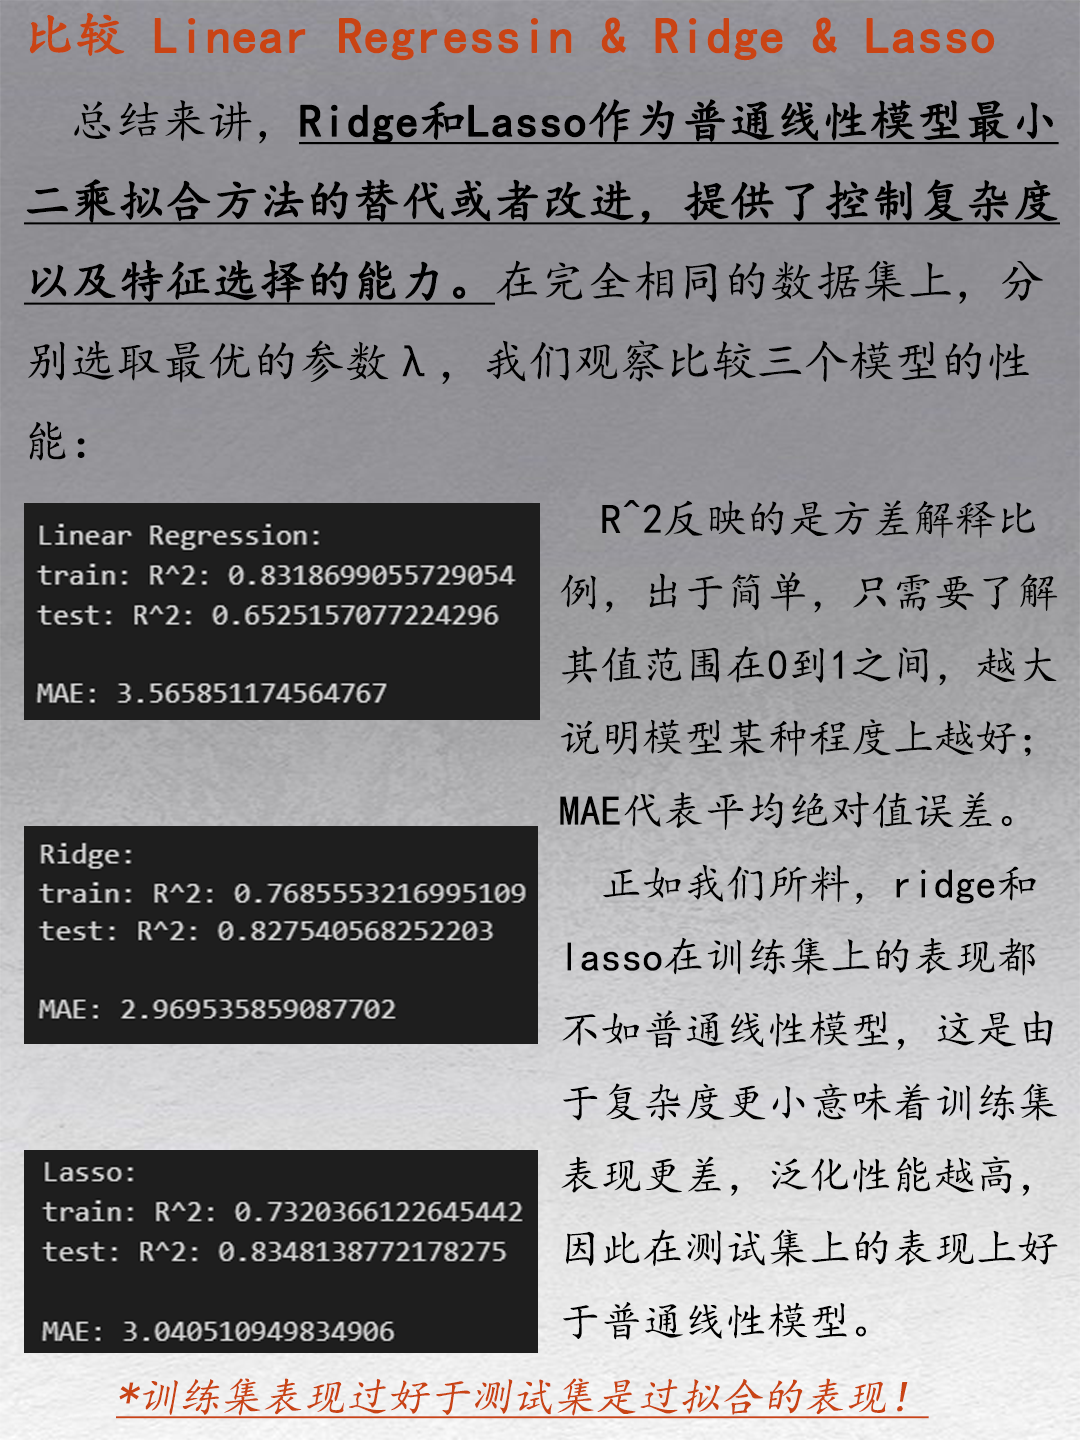 比较 Linear Regressin & Ridge & Lasso
总结来讲，Ridge和Lasso作为普通线性模型最小
二乘拟合方法的替代或者改进，提供了控制复杂度
以及特征选择的能力。在完全相同的数据集上，分
别选取最优的参数λ，我们观察比较三个模型的性
能：
Linear Regression:
train: R^2: 0.8318699055729054
test: R^2: 0.6525157077224296
MAE: 3.565851174564767
Ridge:
train: R^2: 0.7685553216995109
test: R^2: 0.827540568252203
MAE: 2.969535859087702
Lasso:
train: R^2: 0.7320366122645442
test: R^2: 0.8348138772178275
MAE: 3.040510949834906
R^2反映的是方差解释比
例，出于简单，只需要了解
其值范围在0到1之间，越大
说明模型某种程度上越好；
MAE代表平均绝对值误差。
正如我们所料，ridge和
lasso在训练集上的表现都
不如普通线性模型，这是由
于复杂度更小意味着训练集
表现更差，泛化性能越高，
因此在测试集上的表现上好
于普通线性模型。
*训练集表现过好于测试集是过拟合的表现！